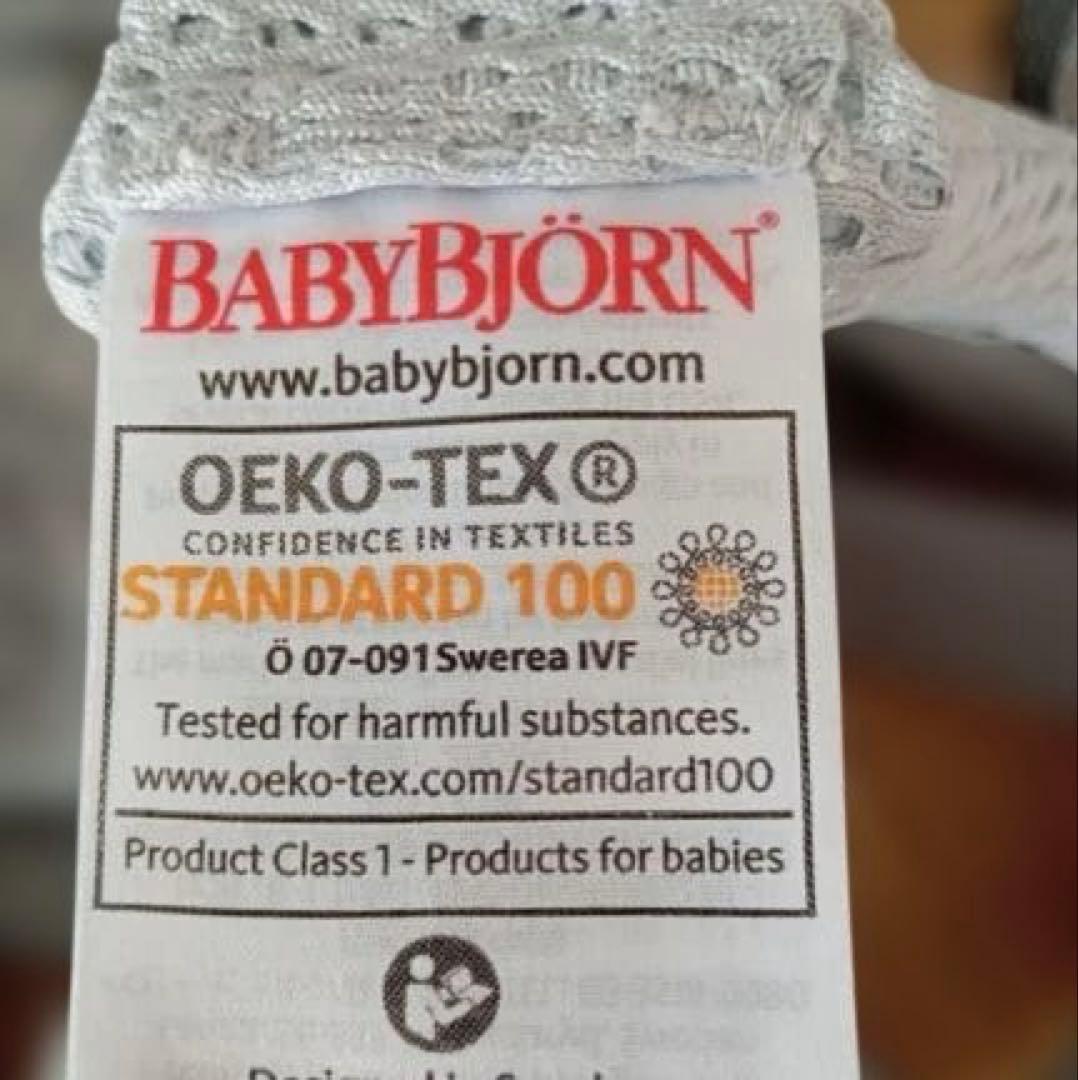 BABYBJÖRN®
www.babybjorn.com
OEKO-TEX®
CONFIDENCE IN TEXTILES
STANDARD 100
Ö 07-091 Swerea IVF
Tested for harmful substances.
www.oeko-tex.com/standard100
Product Class 1 - Products for babies